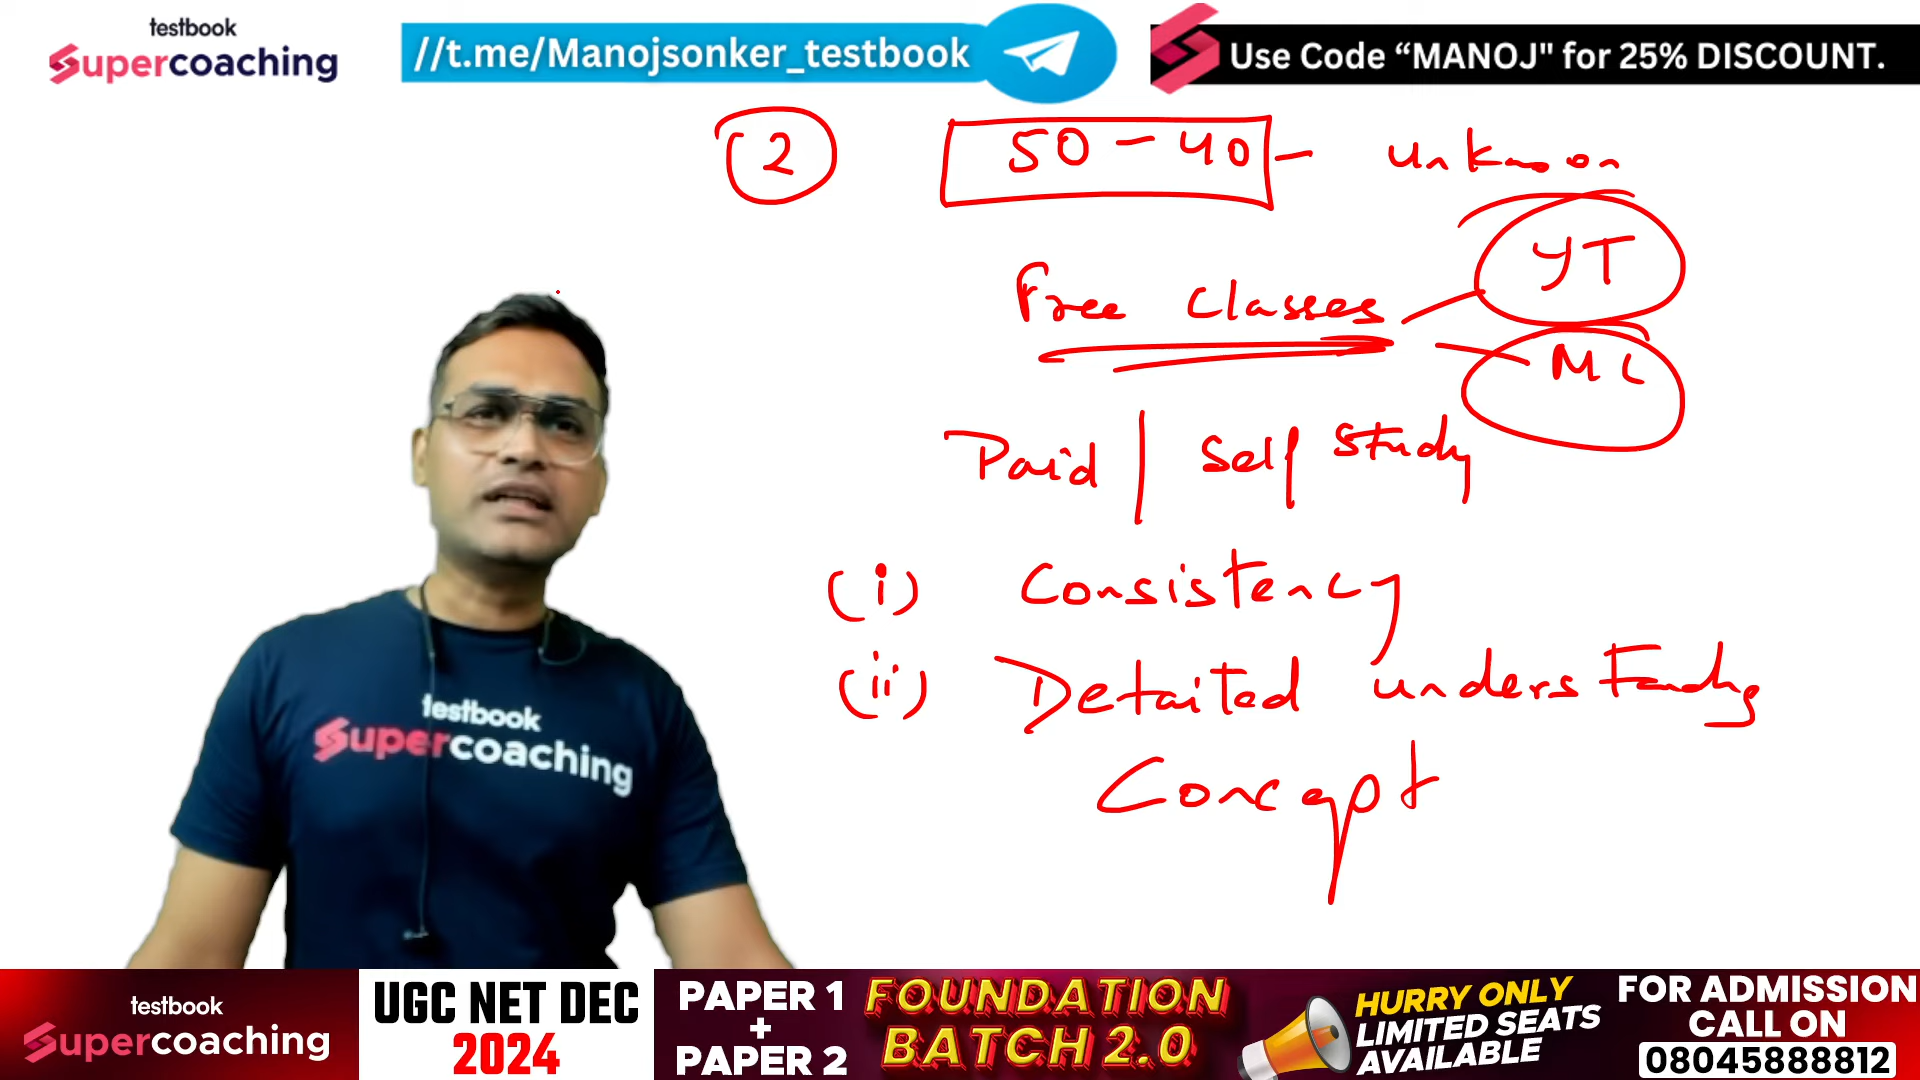 testbook
Supercoaching
//t.me/Manojsonker_testbook
Use Code “MANOJ" for 25% DISCOUNT.
2 50 - 40 - unknown
YT
Free Classes
ML
Paid | Self Study
(i) Consistency
(ii) Detailed understanding
Concept
testbook
Supercoaching
testbook
Supercoaching
UGC NET DEC
2024
PAPER 1
+
PAPER 2
FOUNDATION
BATCH 2.0
HURRY ONLY
LIMITED SEATS
AVAILABLE
FOR ADMISSION
CALL ON
08045888812